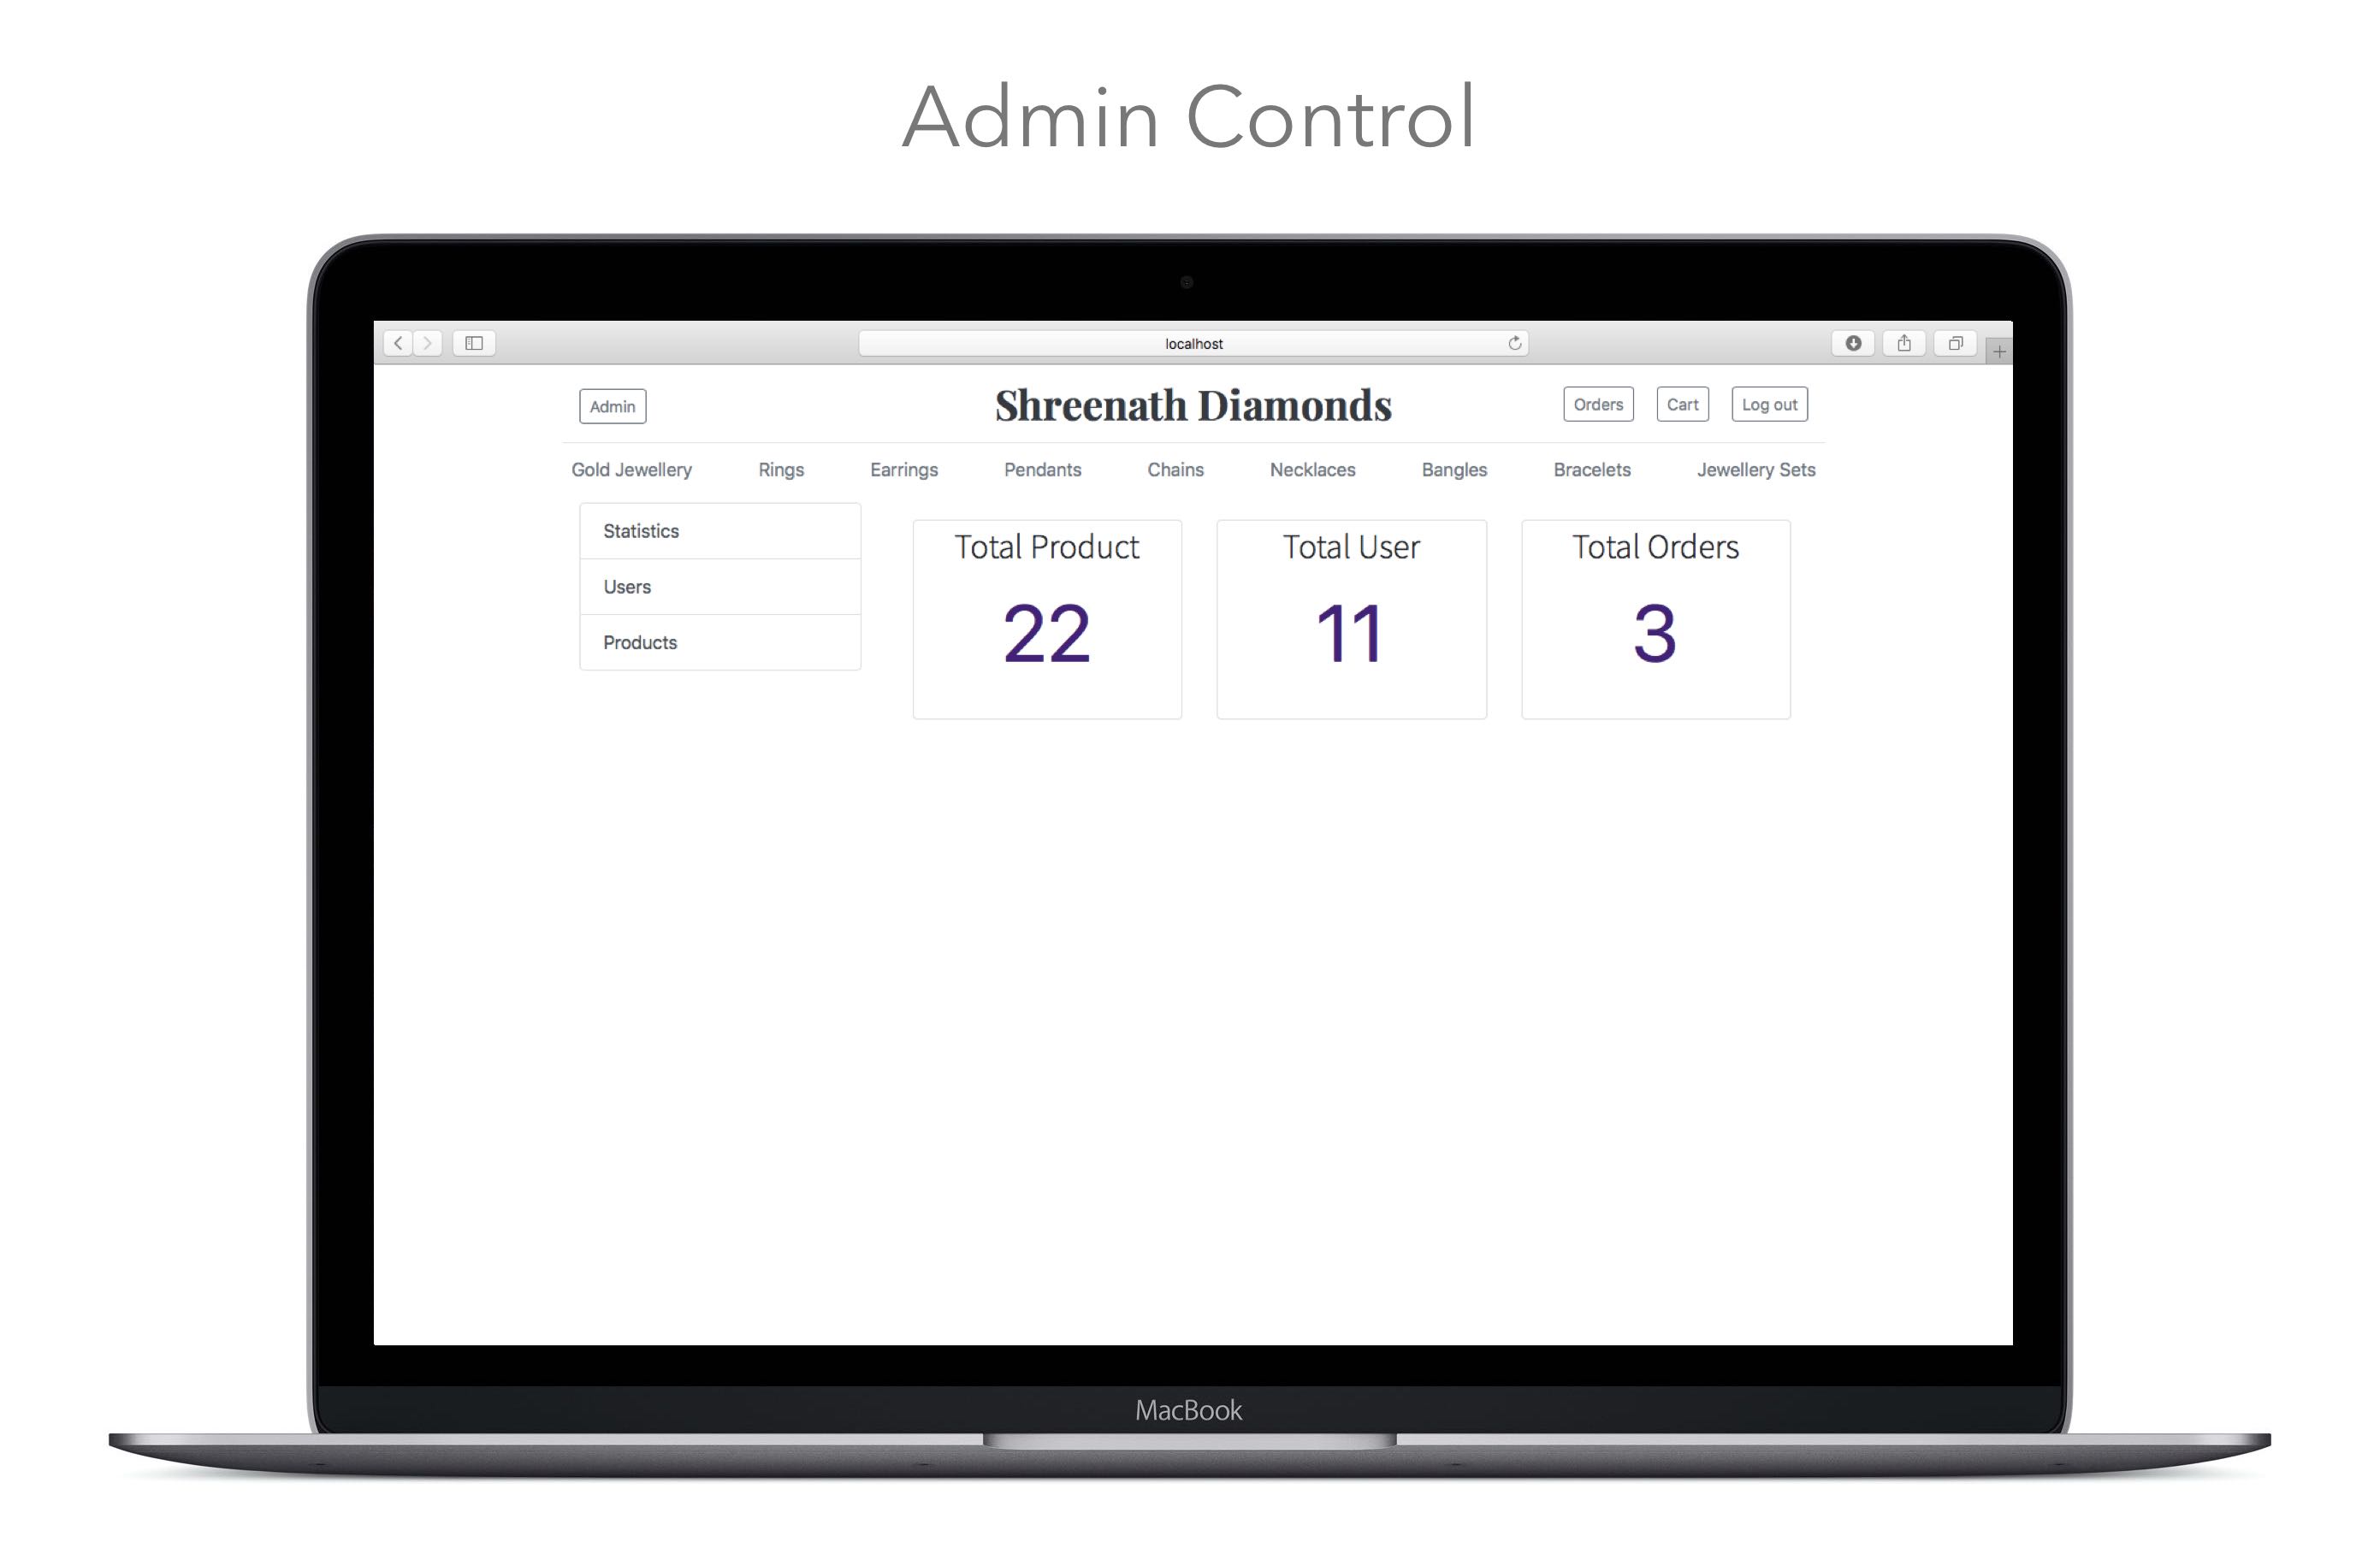 Admin Control
localhost
Admin
Shreenath Diamonds
Orders Cart Log out
Gold Jewellery Rings Earrings Pendants Chains Necklaces Bangles Bracelets Jewellery Sets
Statistics
Users
Products
Total Product
22
Total User
11
Total Orders
3
MacBook